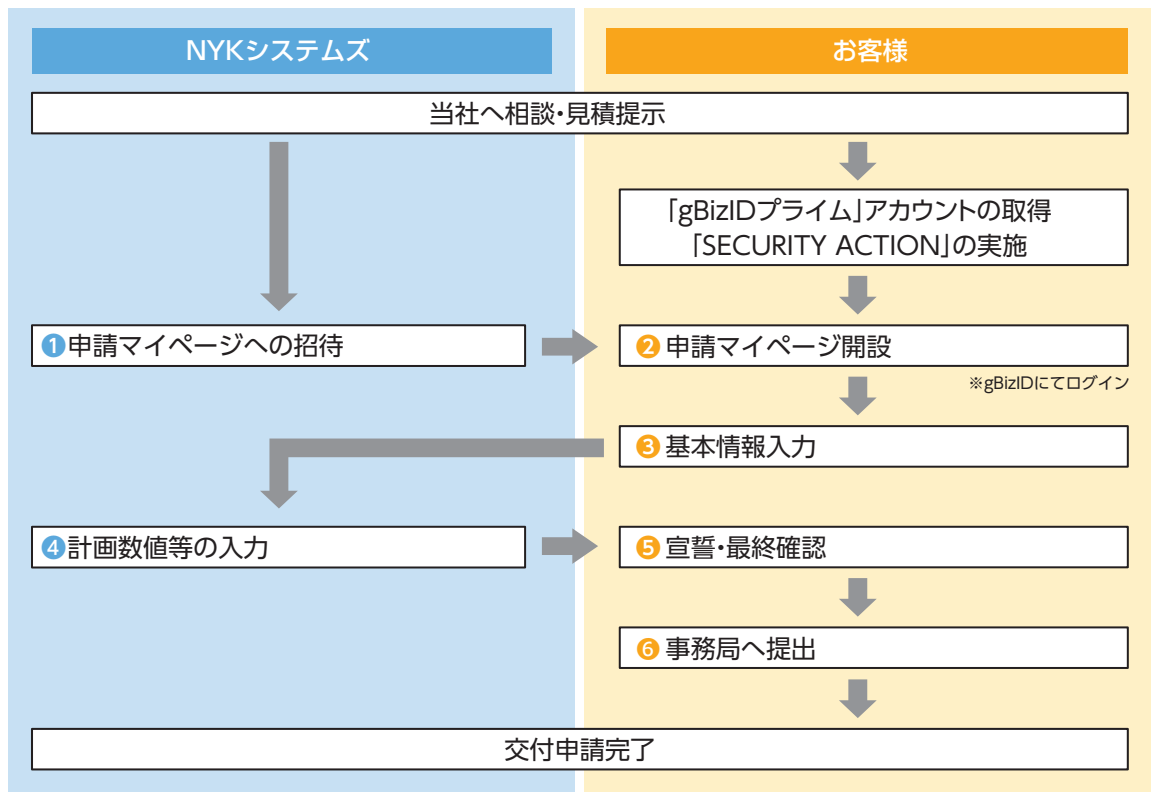 NYKシステムズ
お客様
当社へ相談・見積提示
「gBizIDプライム」アカウントの取得
「SECURITY ACTION」の実施
❶申請マイページへの招待
❷申請マイページ開設
※gBizIDにてログイン
❸基本情報入力
❹計画数値等の入力
❺宣誓・最終確認
❻事務局へ提出
交付申請完了